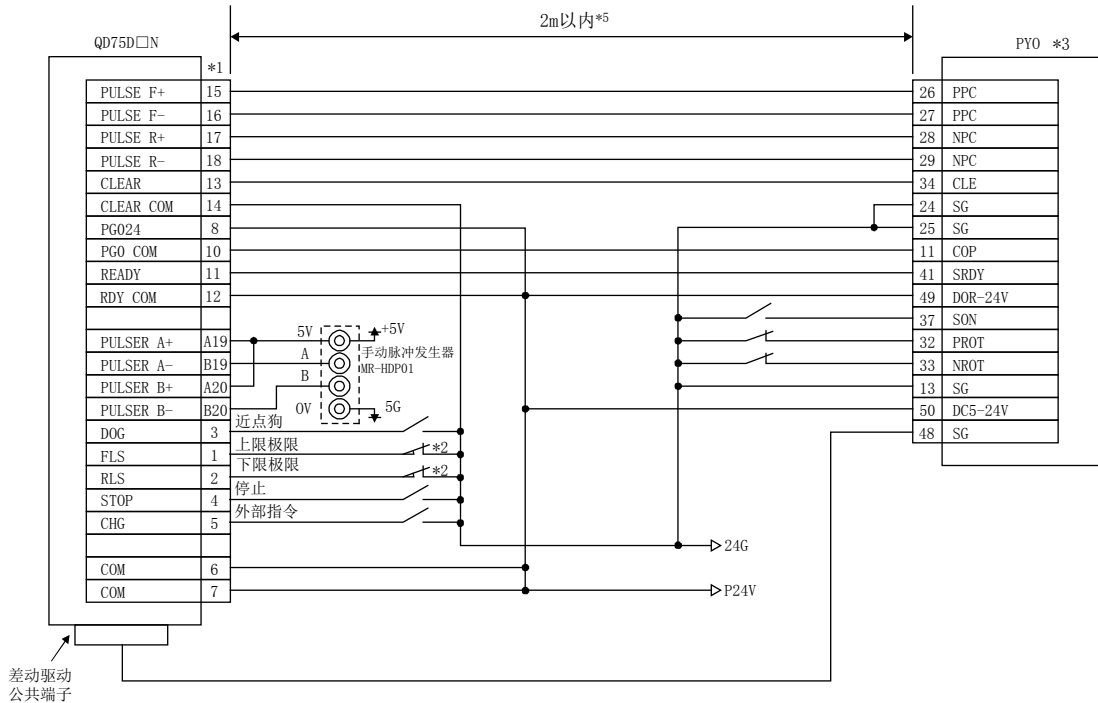 2m以内*5
QD75D□N
PYO *3
*1
PULSE F+ 15
PULSE F- 16
PULSE R+ 17
PULSE R- 18
CLEAR 13
CLEAR COM 14
PGO24 8
PGO COM 10
READY 11
RDY COM 12
PULSER A+ A19
PULSER A- B19
PULSER B+ A20
PULSER B- B20
DOG 3
FLS 1
RLS 2
STOP 4
CHG 5
COM 6
COM 7
5V
A
B
0V
+5V
手动脉冲发生器
MR-HDP01
5G
近点狗
上限极限
*2
下限极限
*2
停止
外部指令
24G
P24V
26 PPC
27 PPC
28 NPC
29 NPC
34 CLE
24 SG
25 SG
11 COP
41 SRDY
49 DOR-24V
37 SON
32 PROT
33 NROT
13 SG
50 DC5-24V
48 SG
差动驱动
公共端子